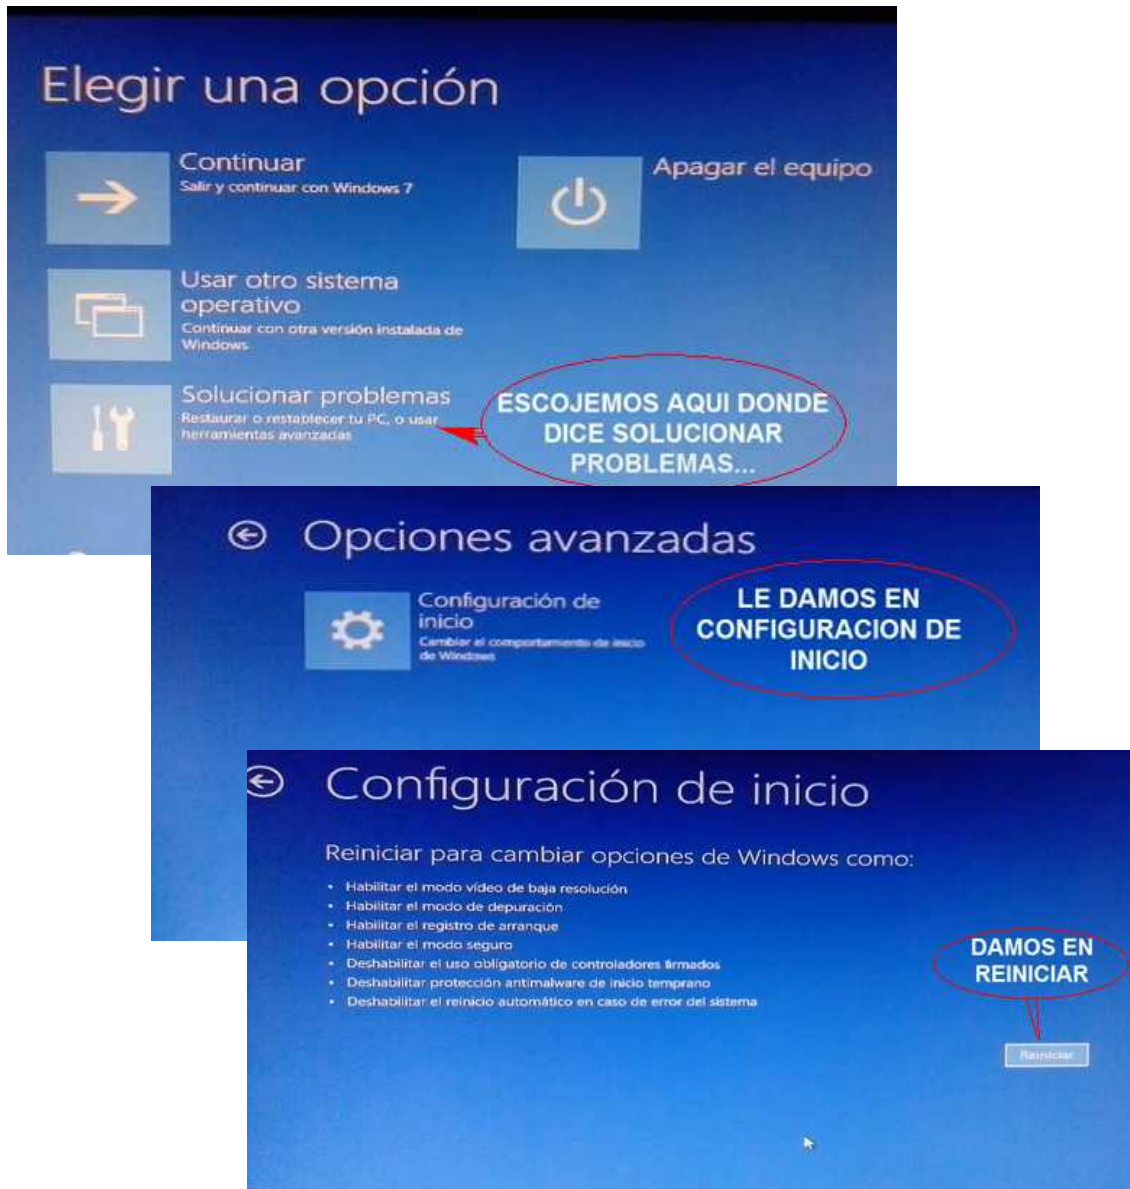 Elegir una opción
Continuar
Salir y continuar con Windows 7
Apagar el equipo
Usar otro sistema
operativo
Continuar con otra versión instalada de
Windows
Solucionar problemas
Restaurar o restablecer tu PC, o usar
herramientas avanzadas
ESCOJEMOS AQUI DONDE
DICE SOLUCIONAR
PROBLEMAS...
Opciones avanzadas
Configuración de
inicio
Cambiar el comportamiento de inicio
de Windows
LE DAMOS EN
CONFIGURACION DE
INICIO
Configuración de inicio
Reiniciar para cambiar opciones de Windows como:
• Habilitar el modo vídeo de baja resolución
• Habilitar el modo de depuración
• Habilitar el registro de arranque
• Habilitar el modo seguro
• Deshabilitar el uso obligatorio de controladores firmados
• Deshabilitar protección antimalware de inicio temprano
• Deshabilitar el reinicio automático en caso de error del sistema
DAMOS EN
REINICIAR
Reiniciar